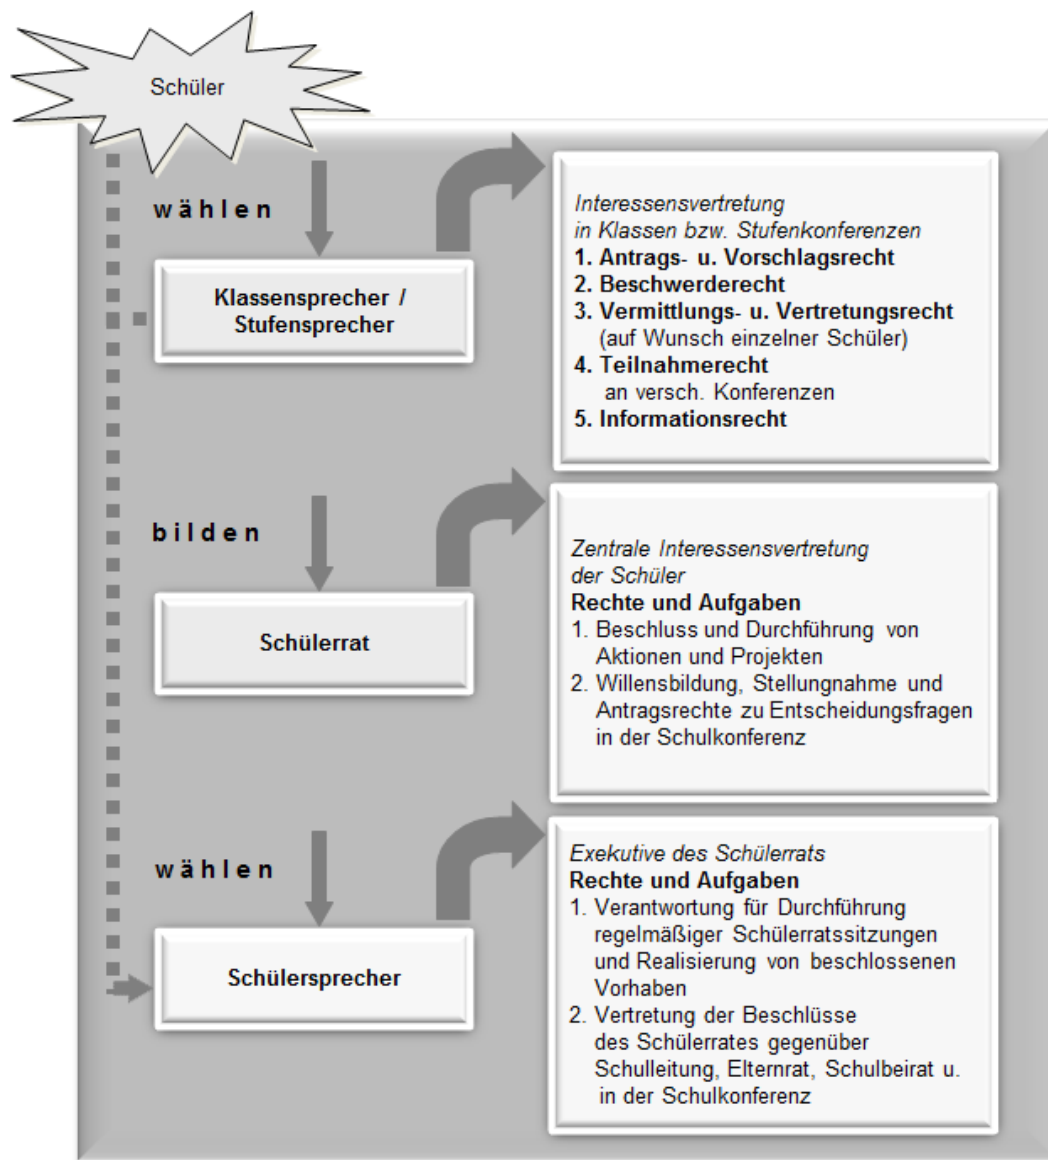 Schüler
wählen
Klassensprecher /
Stufensprecher
Interessensvertretung
in Klassen bzw. Stufenkonferenzen
1. Antrags- u. Vorschlagsrecht
2. Beschwerderecht
3. Vermittlungs- u. Vertretungsrecht
(auf Wunsch einzelner Schüler)
4. Teilnahmerecht
an versch. Konferenzen
5. Informationsrecht
bilden
Schülerrat
Zentrale Interessensvertretung
der Schüler
Rechte und Aufgaben
1. Beschluss und Durchführung von
Aktionen und Projekten
2. Willensbildung, Stellungnahme und
Antragsrechte zu Entscheidungsfragen
in der Schulkonferenz
wählen
Schülersprecher
Exekutive des Schülerrats
Rechte und Aufgaben
1. Verantwortung für Durchführung
regelmäßiger Schülerratssitzungen
und Realisierung von beschlossenen
Vorhaben
2. Vertretung der Beschlüsse
des Schülerrates gegenüber
Schulleitung, Elternrat, Schulbeirat u.
in der Schulkonferenz